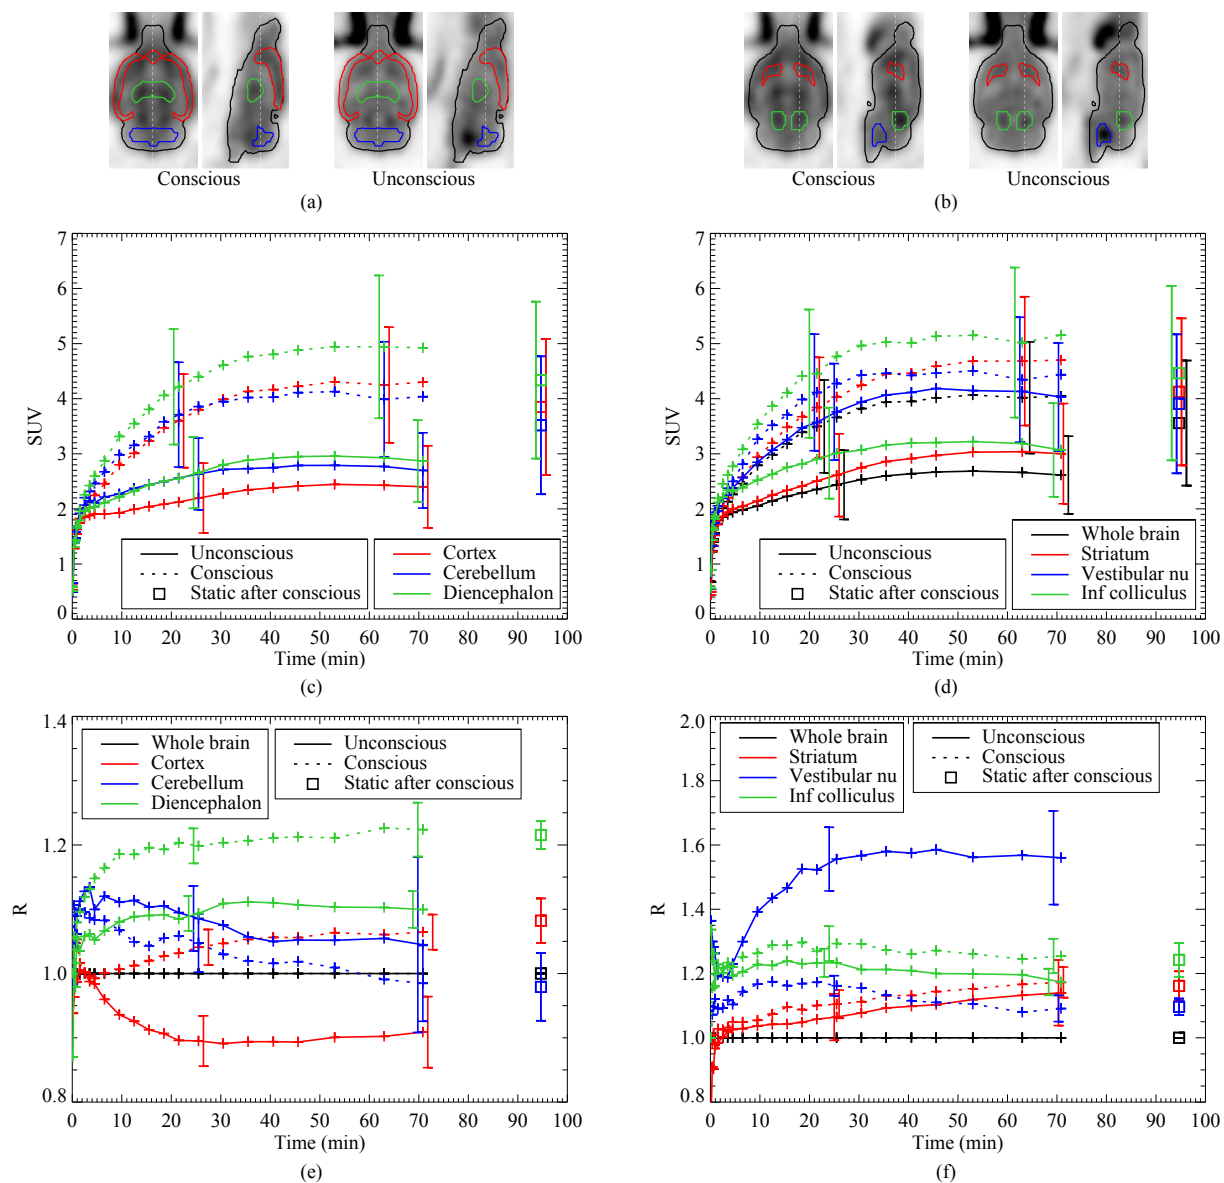 Conscious
Unconscious
(a)
Conscious
Unconscious
(b)
7
6
5
4
3
2
1
0
SUV
Unconscious
Conscious
Static after conscious
Cortex
Cerebellum
Diencephalon
0 10 20 30 40 50 60 70 80 90 100
Time (min)
(c)
7
6
5
4
3
2
1
0
SUV
Unconscious
Conscious
Static after conscious
Whole brain
Striatum
Vestibular nu
Inf colliculus
0 10 20 30 40 50 60 70 80 90 100
Time (min)
(d)
1.4
1.2
1.0
0.8
R
Whole brain
Cortex
Cerebellum
Diencephalon
Unconscious
Conscious
Static after conscious
0 10 20 30 40 50 60 70 80 90 100
Time (min)
(e)
2.0
1.8
1.6
1.4
1.2
1.0
0.8
R
Whole brain
Striatum
Vestibular nu
Inf colliculus
Unconscious
Conscious
Static after conscious
0 10 20 30 40 50 60 70 80 90 100
Time (min)
(f)